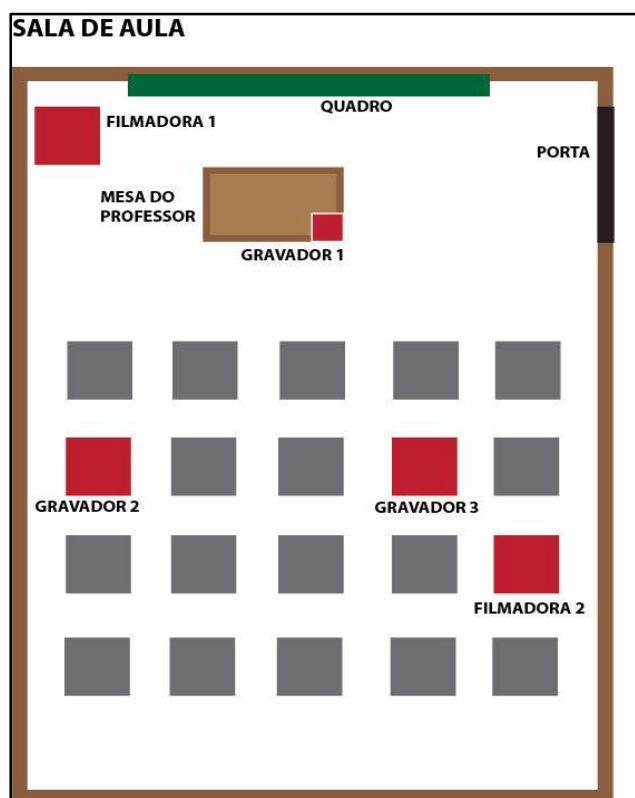 SALA DE AULA
QUADRO
FILMADORA 1
PORTA
MESA DO
PROFESSOR
GRAVADOR 1
GRAVADOR 2
GRAVADOR 3
FILMADORA 2